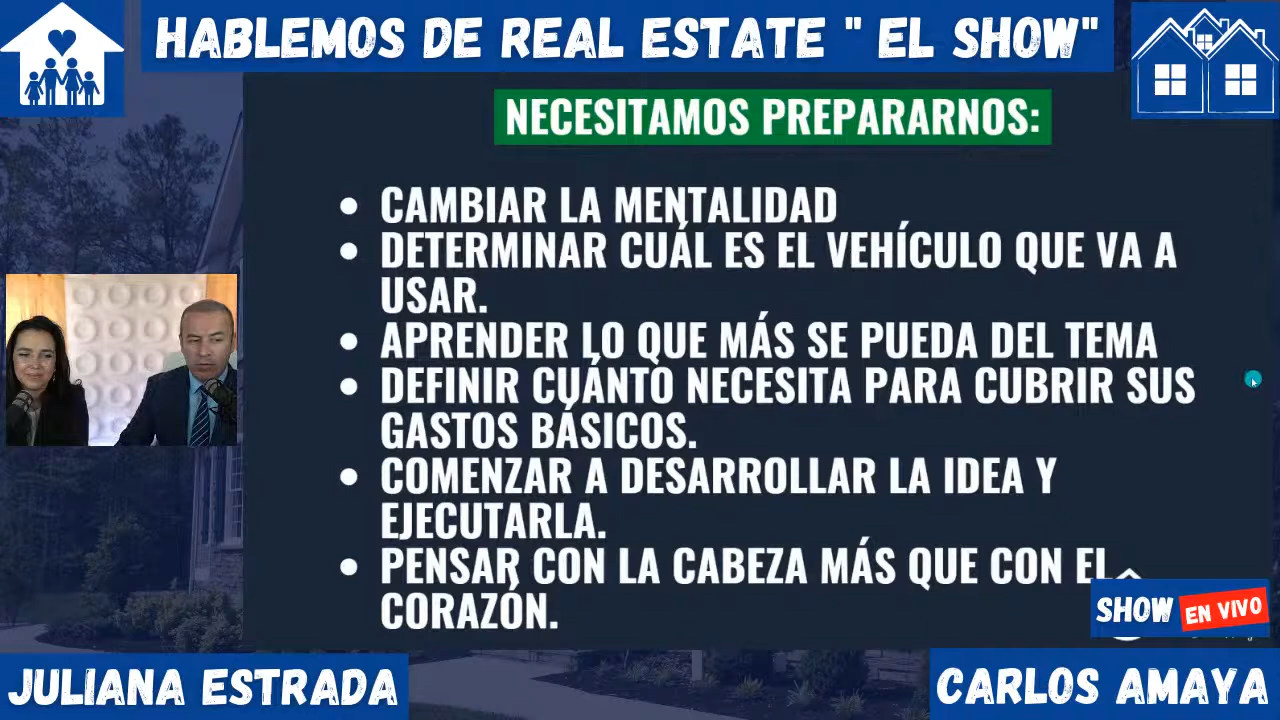 HABLEMOS DE REAL ESTATE " EL SHOW"
NECESITAMOS PREPARARNOS:
• CAMBIAR LA MENTALIDAD
• DETERMINAR CUÁL ES EL VEHÍCULO QUE VA A
USAR.
• APRENDER LO QUE MÁS SE PUEDA DEL TEMA
• DEFINIR CUÁNTO NECESITA PARA CUBRIR SUS
GASTOS BÁSICOS.
• COMENZAR A DESARROLLAR LA IDEA Y
EJECUTARLA.
• PENSAR CON LA CABEZA MÁS QUE CON EL
CORAZÓN.
SHOW EN VIVO
JULIANA ESTRADA
CARLOS AMAYA